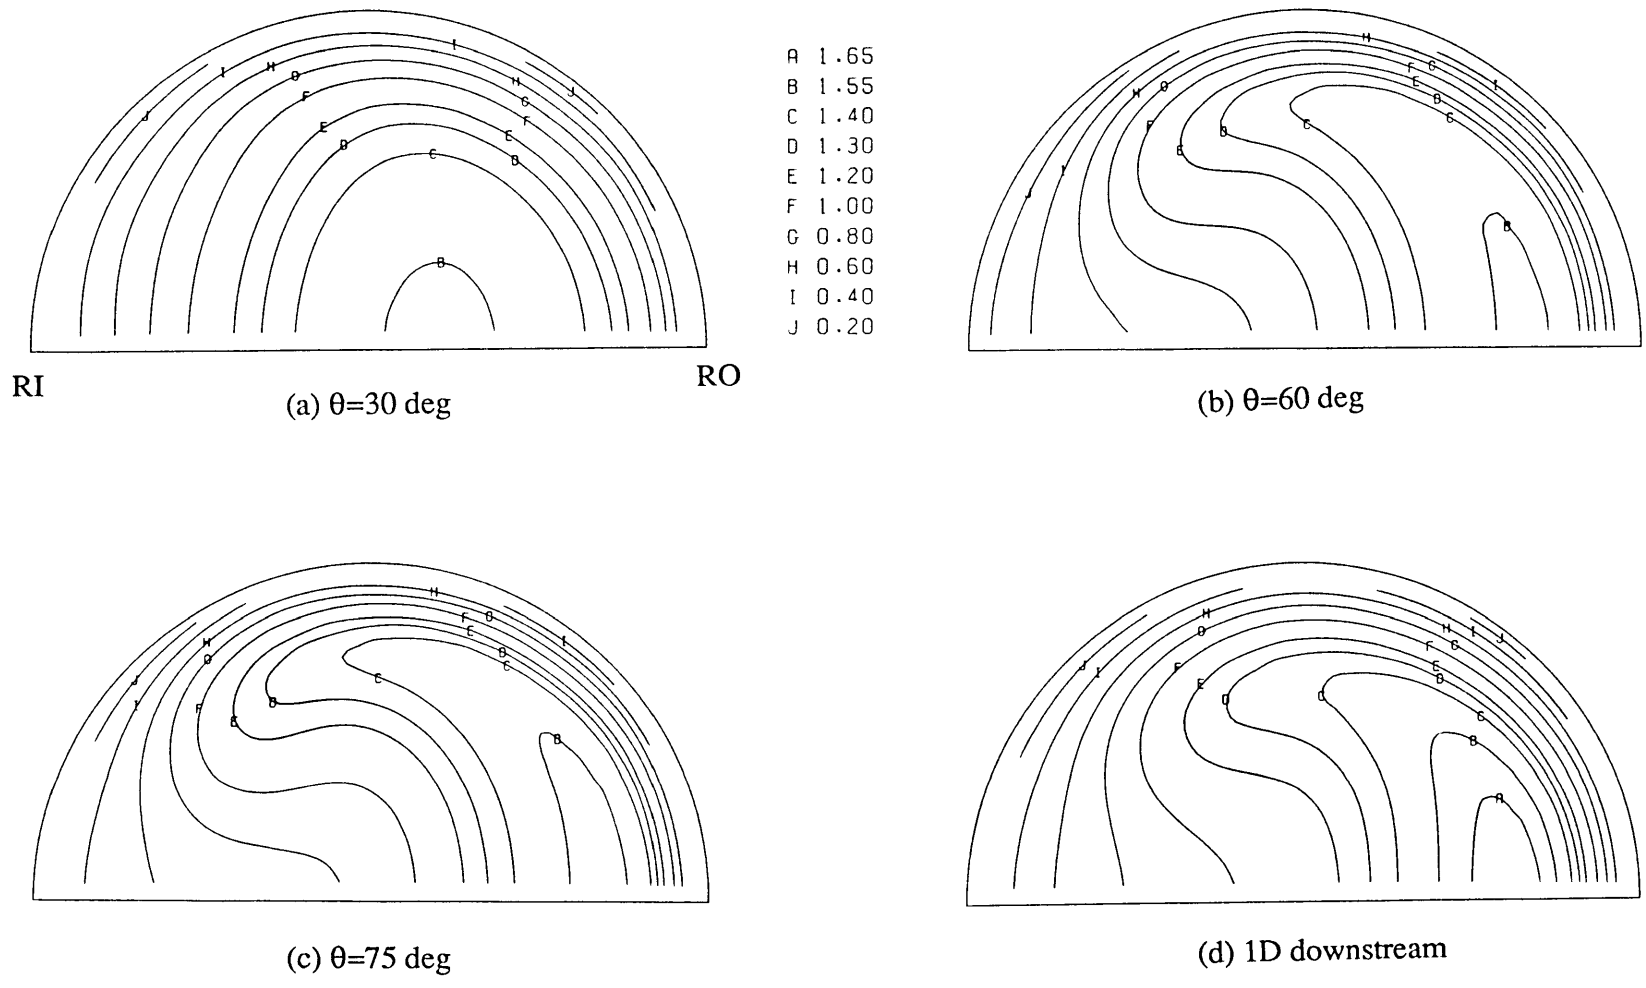 A 1.65
B 1.55
C 1.40
D 1.30
E 1.20
F 1.00
G 0.80
H 0.60
I 0.40
J 0.20
RI
RO
(a) θ=30 deg
(b) θ=60 deg
(c) θ=75 deg
(d) 1D downstream